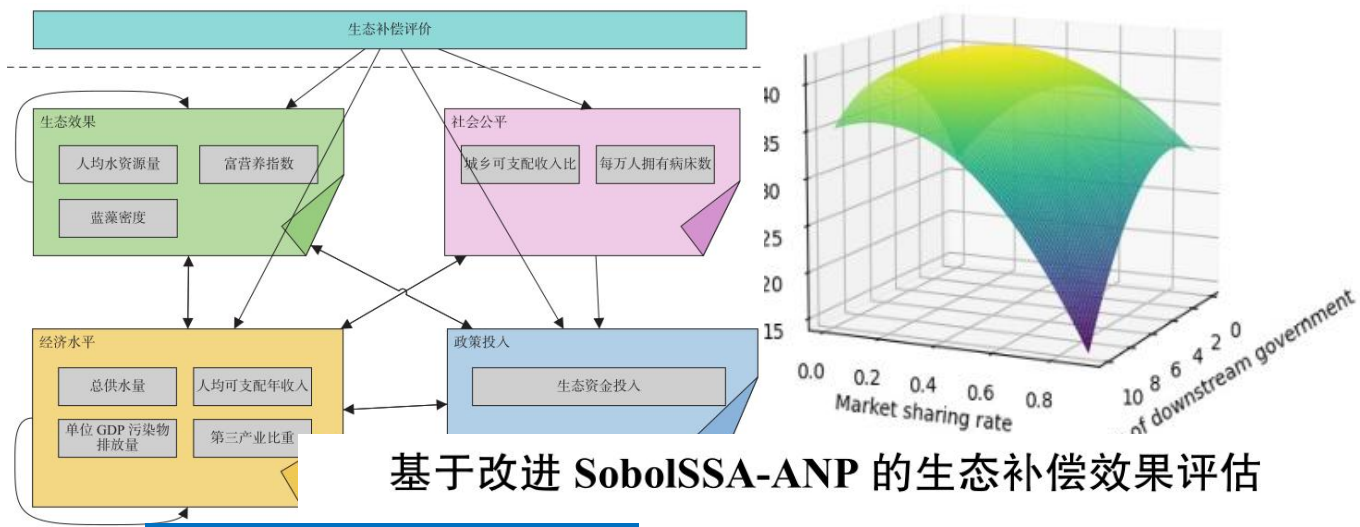 生态补偿评价
生态效果
人均水资源量
富营养指数
蓝藻密度
社会公平
城乡可支配收入比
每万人拥有病床数
经济水平
总供水量
人均可支配年收入
单位 GDP 污染物
排放量
第三产业比重
政策投入
生态资金投入
40
35
30
25
20
15
0.0
0.2
0.4
0.6
0.8
Market sharing rate
10
8
6
4
2
0
of downstream government
基于改进 SobolSSA-ANP 的生态补偿效果评估